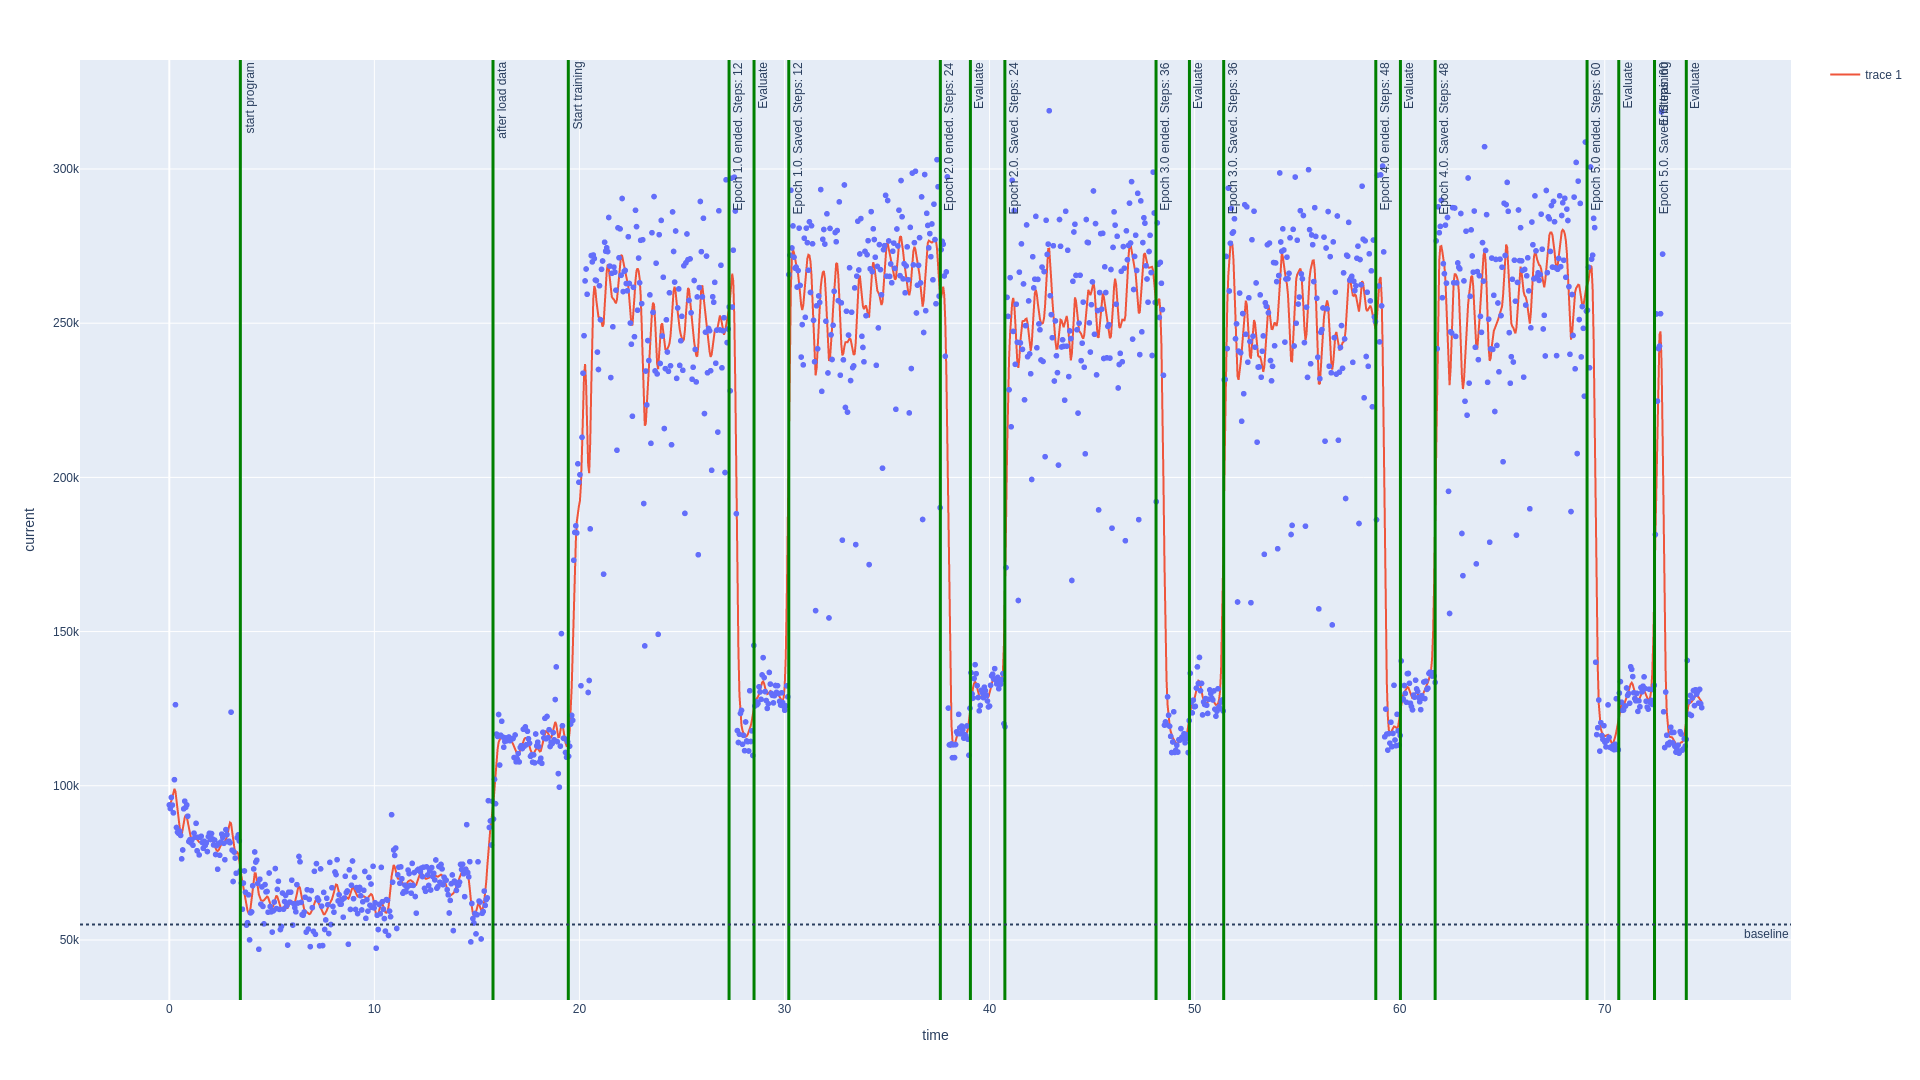 start program
after load data
Start training
Epoch 1.0 ended. Steps: 12
Evaluate
Epoch 1.0. Saved. Steps: 12
Epoch 2.0 ended. Steps: 24
Evaluate
Epoch 2.0. Saved. Steps: 24
Epoch 3.0 ended. Steps: 36
Evaluate
Epoch 3.0. Saved. Steps: 36
Epoch 4.0 ended. Steps: 48
Evaluate
Epoch 4.0. Saved. Steps: 48
Epoch 5.0 ended. Steps: 60
Evaluate
Epoch 5.0. Saved.
Evaluate
trace 1
300k
250k
200k
150k
100k
50k
current
baseline
0
10
20
30
40
50
60
70
time